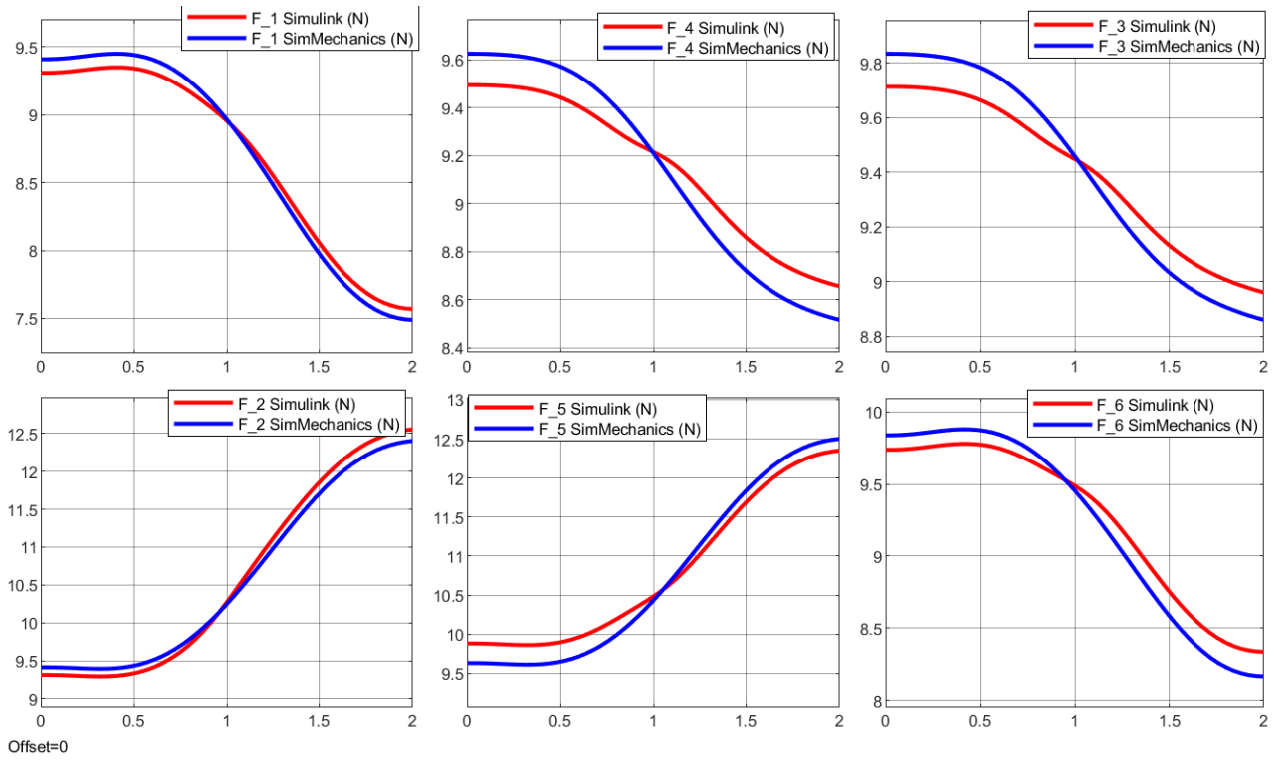 F_1 Simulink (N)
F_1 SimMechanics (N)
9.5
9
8.5
8
7.5
0 0.5 1 1.5 2
F_4 Simulink (N)
F_4 SimMechanics (N)
9.6
9.4
9.2
9
8.8
8.6
8.4
0 0.5 1 1.5 2
F_3 Simulink (N)
F_3 SimMechanics (N)
9.8
9.6
9.4
9.2
9
8.8
0 0.5 1 1.5 2
F_2 Simulink (N)
F_2 SimMechanics (N)
12.5
12
11.5
11
10.5
10
9.5
9
0 0.5 1 1.5 2
F_5 Simulink (N)
F_5 SimMechanics (N)
13
12.5
12
11.5
11
10.5
10
9.5
0 0.5 1 1.5 2
F_6 Simulink (N)
F_6 SimMechanics (N)
10
9.5
9
8.5
8
0 0.5 1 1.5 2
Offset=0